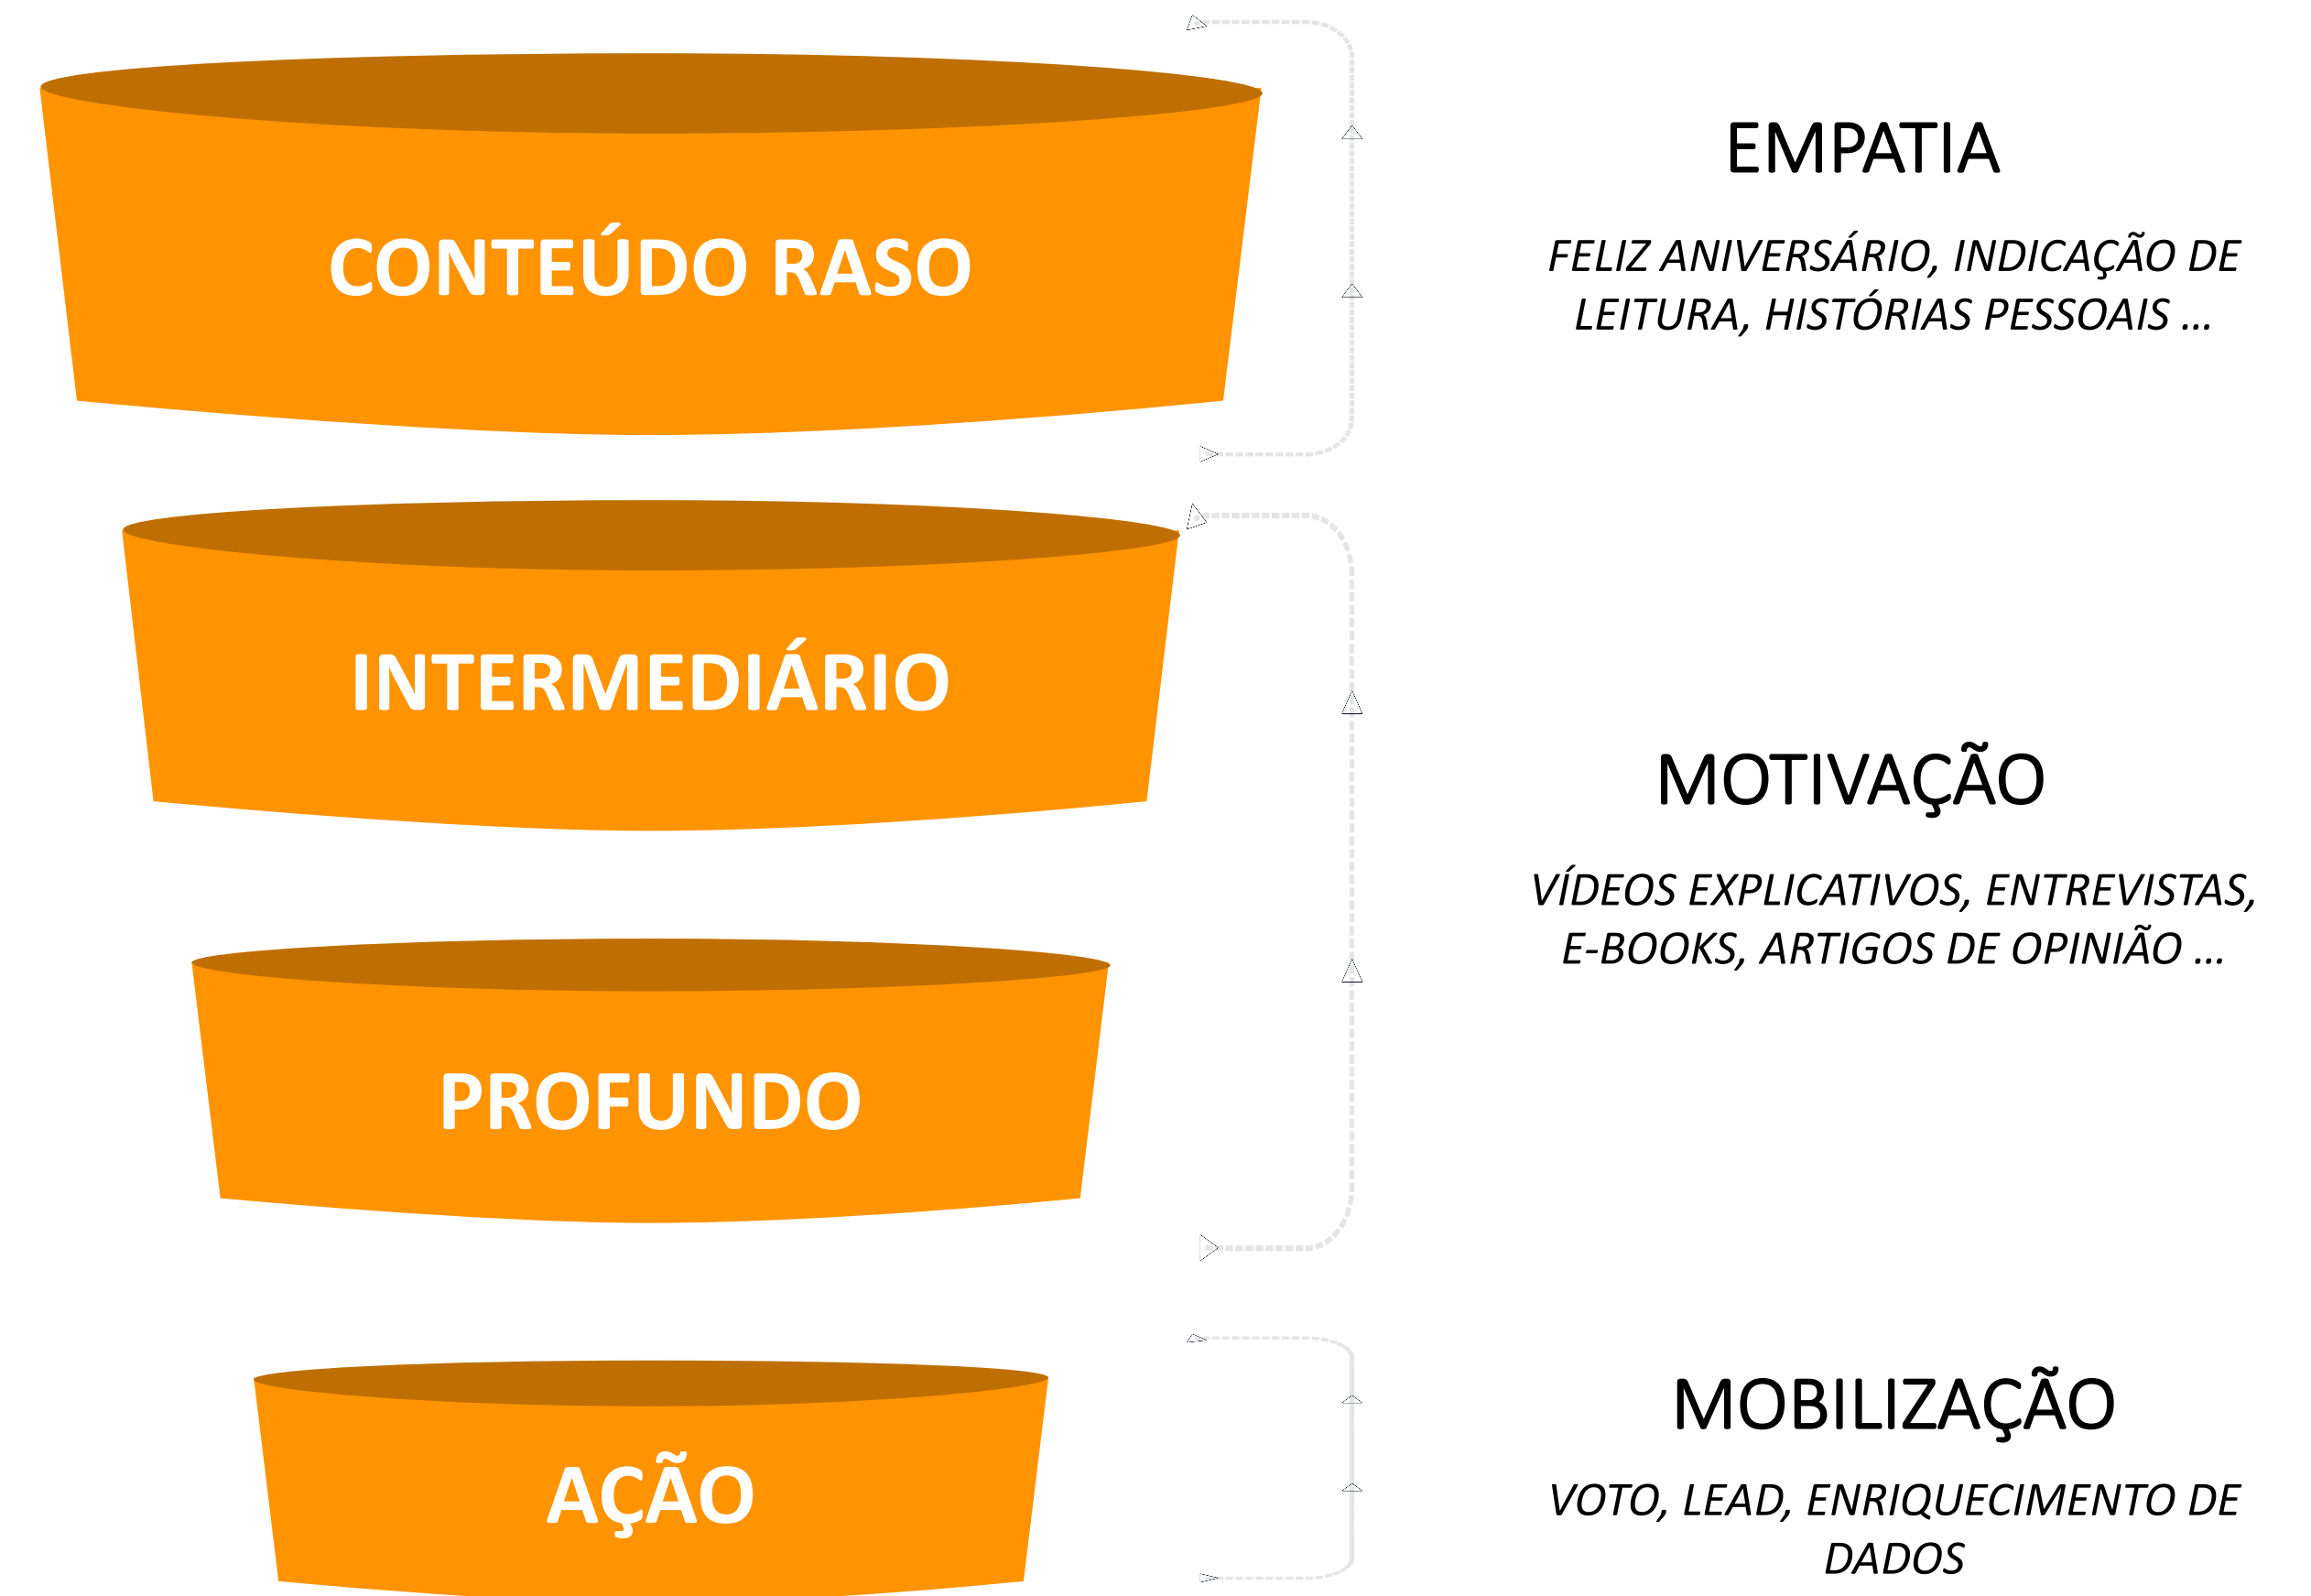 CONTEÚDO RASO
EMPATIA
FELIZ ANIVERSÁRIO, INDICAÇÃO DE
LEITURA, HISTÓRIAS PESSOAIS ...
INTERMEDIÁRIO
MOTIVAÇÃO
VÍDEOS EXPLICATIVOS, ENTREVISTAS,
E-BOOKS, ARTIGOS DE OPINIÃO ...
PROFUNDO
AÇÃO
MOBILIZAÇÃO
VOTO, LEAD, ENRIQUECIMENTO DE
DADOS